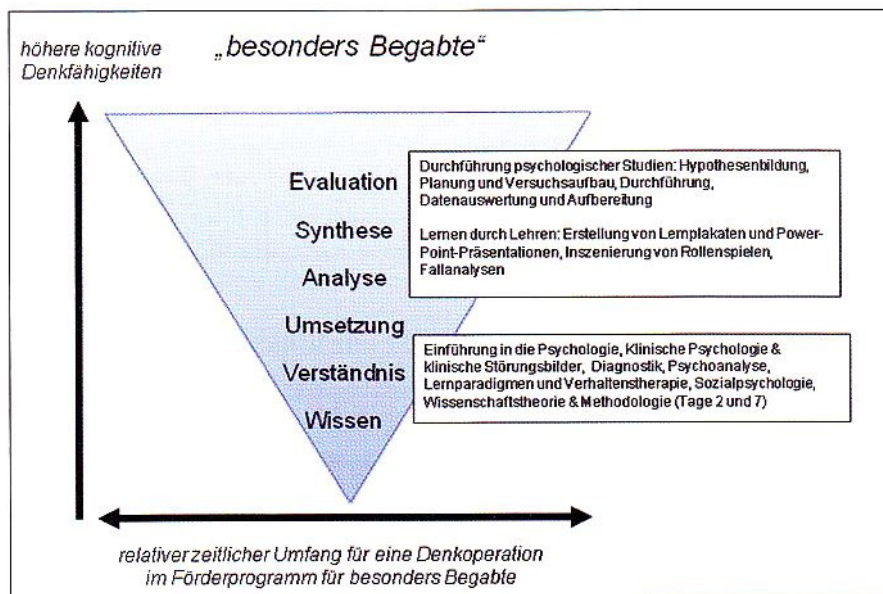 höhere kognitive
Denkfähigkeiten
„besonders Begabte“
Evaluation
Synthese
Analyse
Umsetzung
Verständnis
Wissen
Durchführung psychologischer Studien: Hypothesenbildung,
Planung und Versuchsaufbau, Durchführung,
Datenauswertung und Aufbereitung
Lernen durch Lehren: Erstellung von Lernplakaten und Power-
Point-Präsentationen, Inszenierung von Rollenspielen,
Fallanalysen
Einführung in die Psychologie, Klinische Psychologie &
klinische Störungsbilder, Diagnostik, Psychoanalyse,
Lernparadigmen und Verhaltenstherapie, Sozialpsychologie,
Wissenschaftstheorie & Methodologie (Tage 2 und 7)
relativer zeitlicher Umfang für eine Denkoperation
im Förderprogramm für besonders Begabte